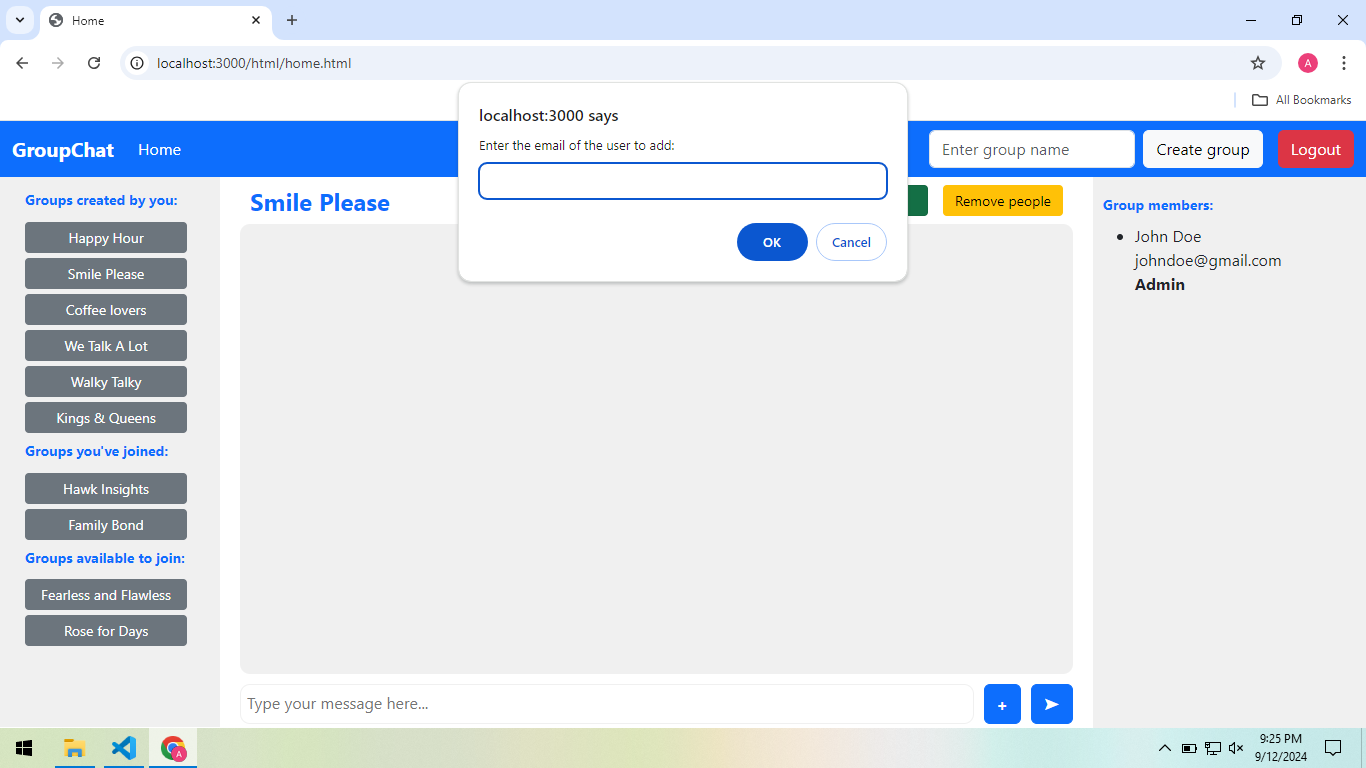 Home
localhost:3000/html/home.html
A
All Bookmarks
localhost:3000 says
Enter the email of the user to add:
OK
Cancel
GroupChat
Home
Enter group name
Create group
Logout
Groups created by you:
Happy Hour
Smile Please
Coffee lovers
We Talk A Lot
Walky Talky
Kings & Queens
Groups you've joined:
Hawk Insights
Family Bond
Groups available to join:
Fearless and Flawless
Rose for Days
Smile Please
Remove people
Type your message here...
+
Group members:
John Doe
johndoe@gmail.com
Admin
A
9:25 PM
9/12/2024